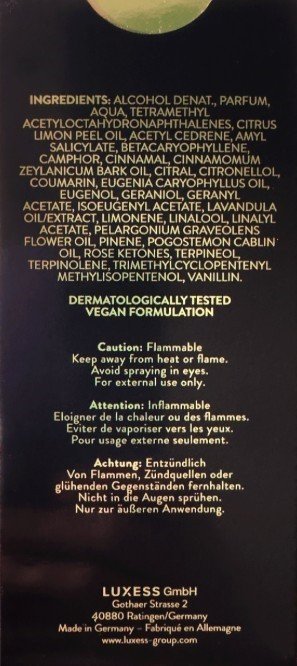 INGREDIENTS: ALCOHOL DENAT., PARFUM,
AQUA, TETRAMETHYL
ACETYLOCTAHYDRONAPHTHALENES, CITRUS
LIMON PEEL OIL, ACETYL CEDRENE, AMYL
SALICYLATE, BETACARYOPHYLLENE,
CAMPHOR, CINNAMAL, CINNAMOMUM
ZEYLANICUM BARK OIL, CITRAL, CITRONELLOL,
COUMARIN, EUGENIA CARYOPHYLLUS OIL,
EUGENOL, GERANIOL, GERANYL
ACETATE, ISOEUGENYL ACETATE, LAVANDULA
OIL/EXTRACT, LIMONENE, LINALOOL, LINALYL
ACETATE, PELARGONIUM GRAVEOLENS
FLOWER OIL, PINENE, POGOSTEMON CABLIN
OIL, ROSE KETONES, TERPINEOL,
TERPINOLENE, TRIMETHYLCYCLOPENTENYL
METHYLISOPENTENOL, VANILLIN.
DERMATOLOGICALLY TESTED
VEGAN FORMULATION
Caution: Flammable
Keep away from heat or flame.
Avoid spraying in eyes.
For external use only.
Attention: Inflammable
Eloigner de la chaleur ou des flammes.
Eviter de vaporiser vers les yeux.
Pour usage externe seulement.
Achtung: Entzündlich
Von Flammen, Zündquellen oder
glühenden Gegenständen fernhalten.
Nicht in die Augen sprühen.
Nur zur äußeren Anwendung.
LUXESS GmbH
Gothaer Strasse 2
40880 Ratingen/Germany
Made in Germany – Fabriqué en Allemagne
www.luxess-group.com